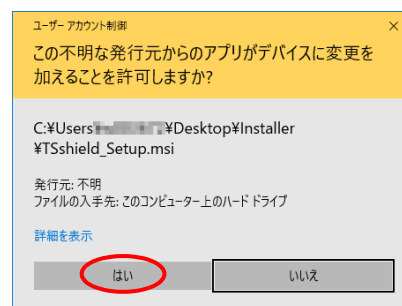 ユーザー アカウント制御
×
この不明な発行元からのアプリがデバイスに変更を
加えることを許可しますか?
C:¥Users ¥Desktop¥Installer
¥TSshield_Setup.msi
発行元: 不明
ファイルの入手先: このコンピューター上のハード ドライブ
詳細を表示
はい
いいえ